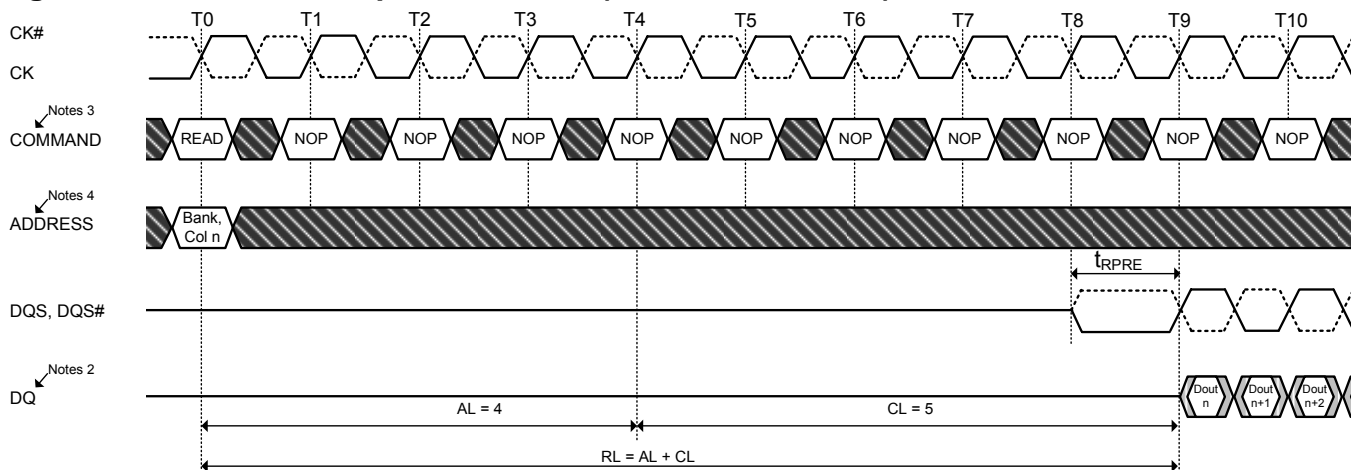 T0 T1 T2 T3 T4 T5 T6 T7 T8 T9 T10
CK#
CK
Notes 3
COMMAND
READ NOP NOP NOP NOP NOP NOP NOP NOP NOP NOP
Notes 4
ADDRESS
Bank,
Col n
tRPRE
DQS, DQS#
Notes 2
DQ
Dout
n
Dout
n+1
Dout
n+2
AL = 4
CL = 5
RL = AL + CL